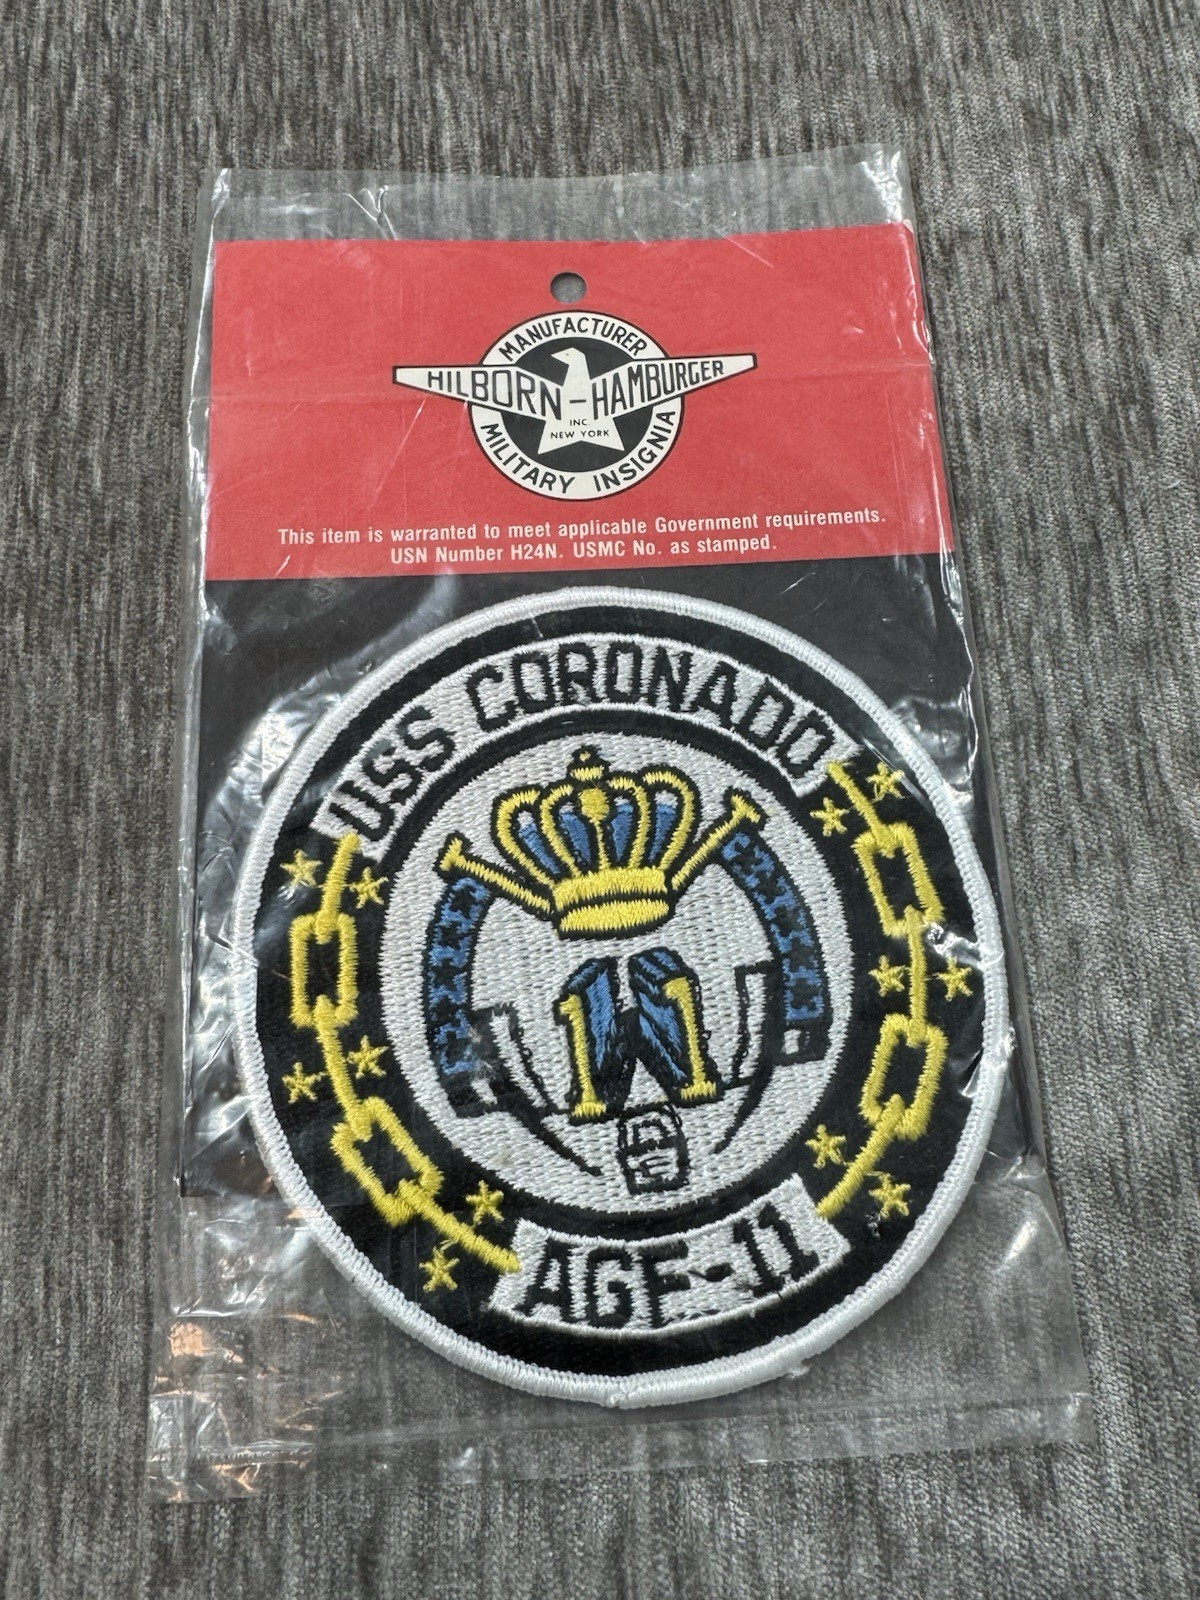 MANUFACTURER
HILBORN-HAMBURGER
INC.
NEW YORK
MILITARY INSIGNIA
This item is warranted to meet applicable Government requirements.
USN Number H24N. USMC No. as stamped.
USS CORONADO
11
AGF-11